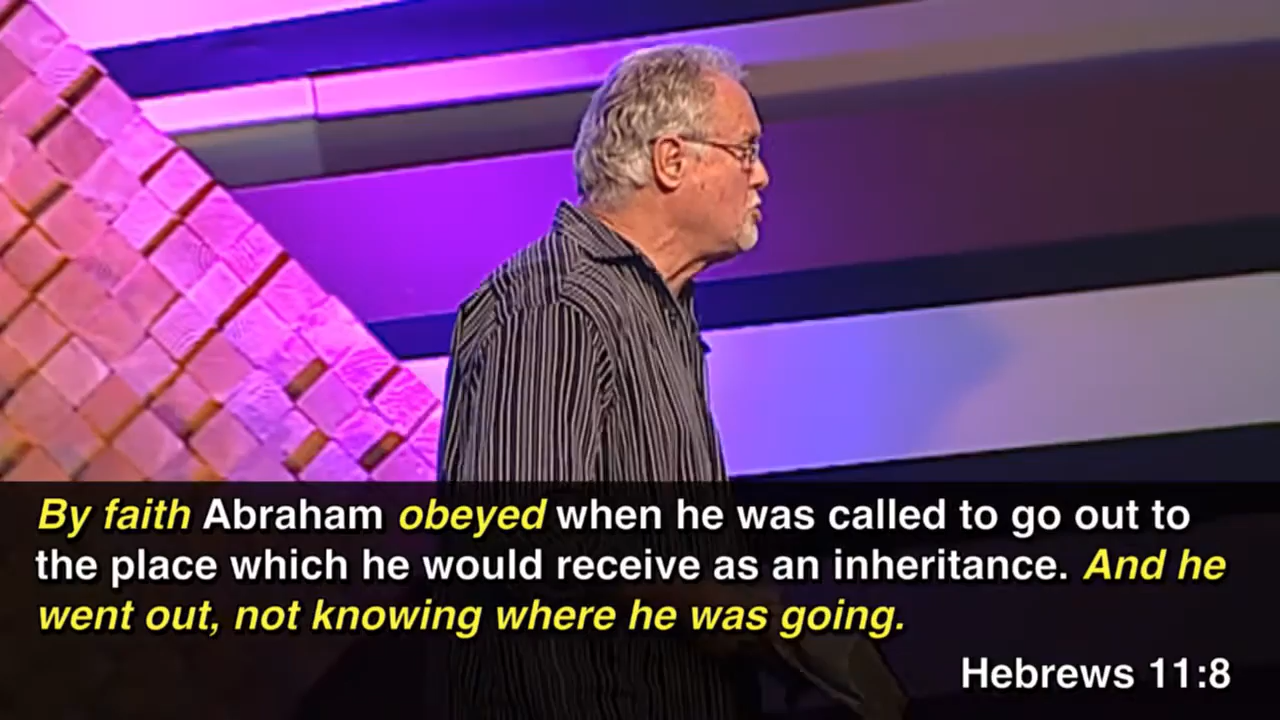 By faith Abraham obeyed when he was called to go out to
the place which he would receive as an inheritance. And he
went out, not knowing where he was going.
Hebrews 11:8